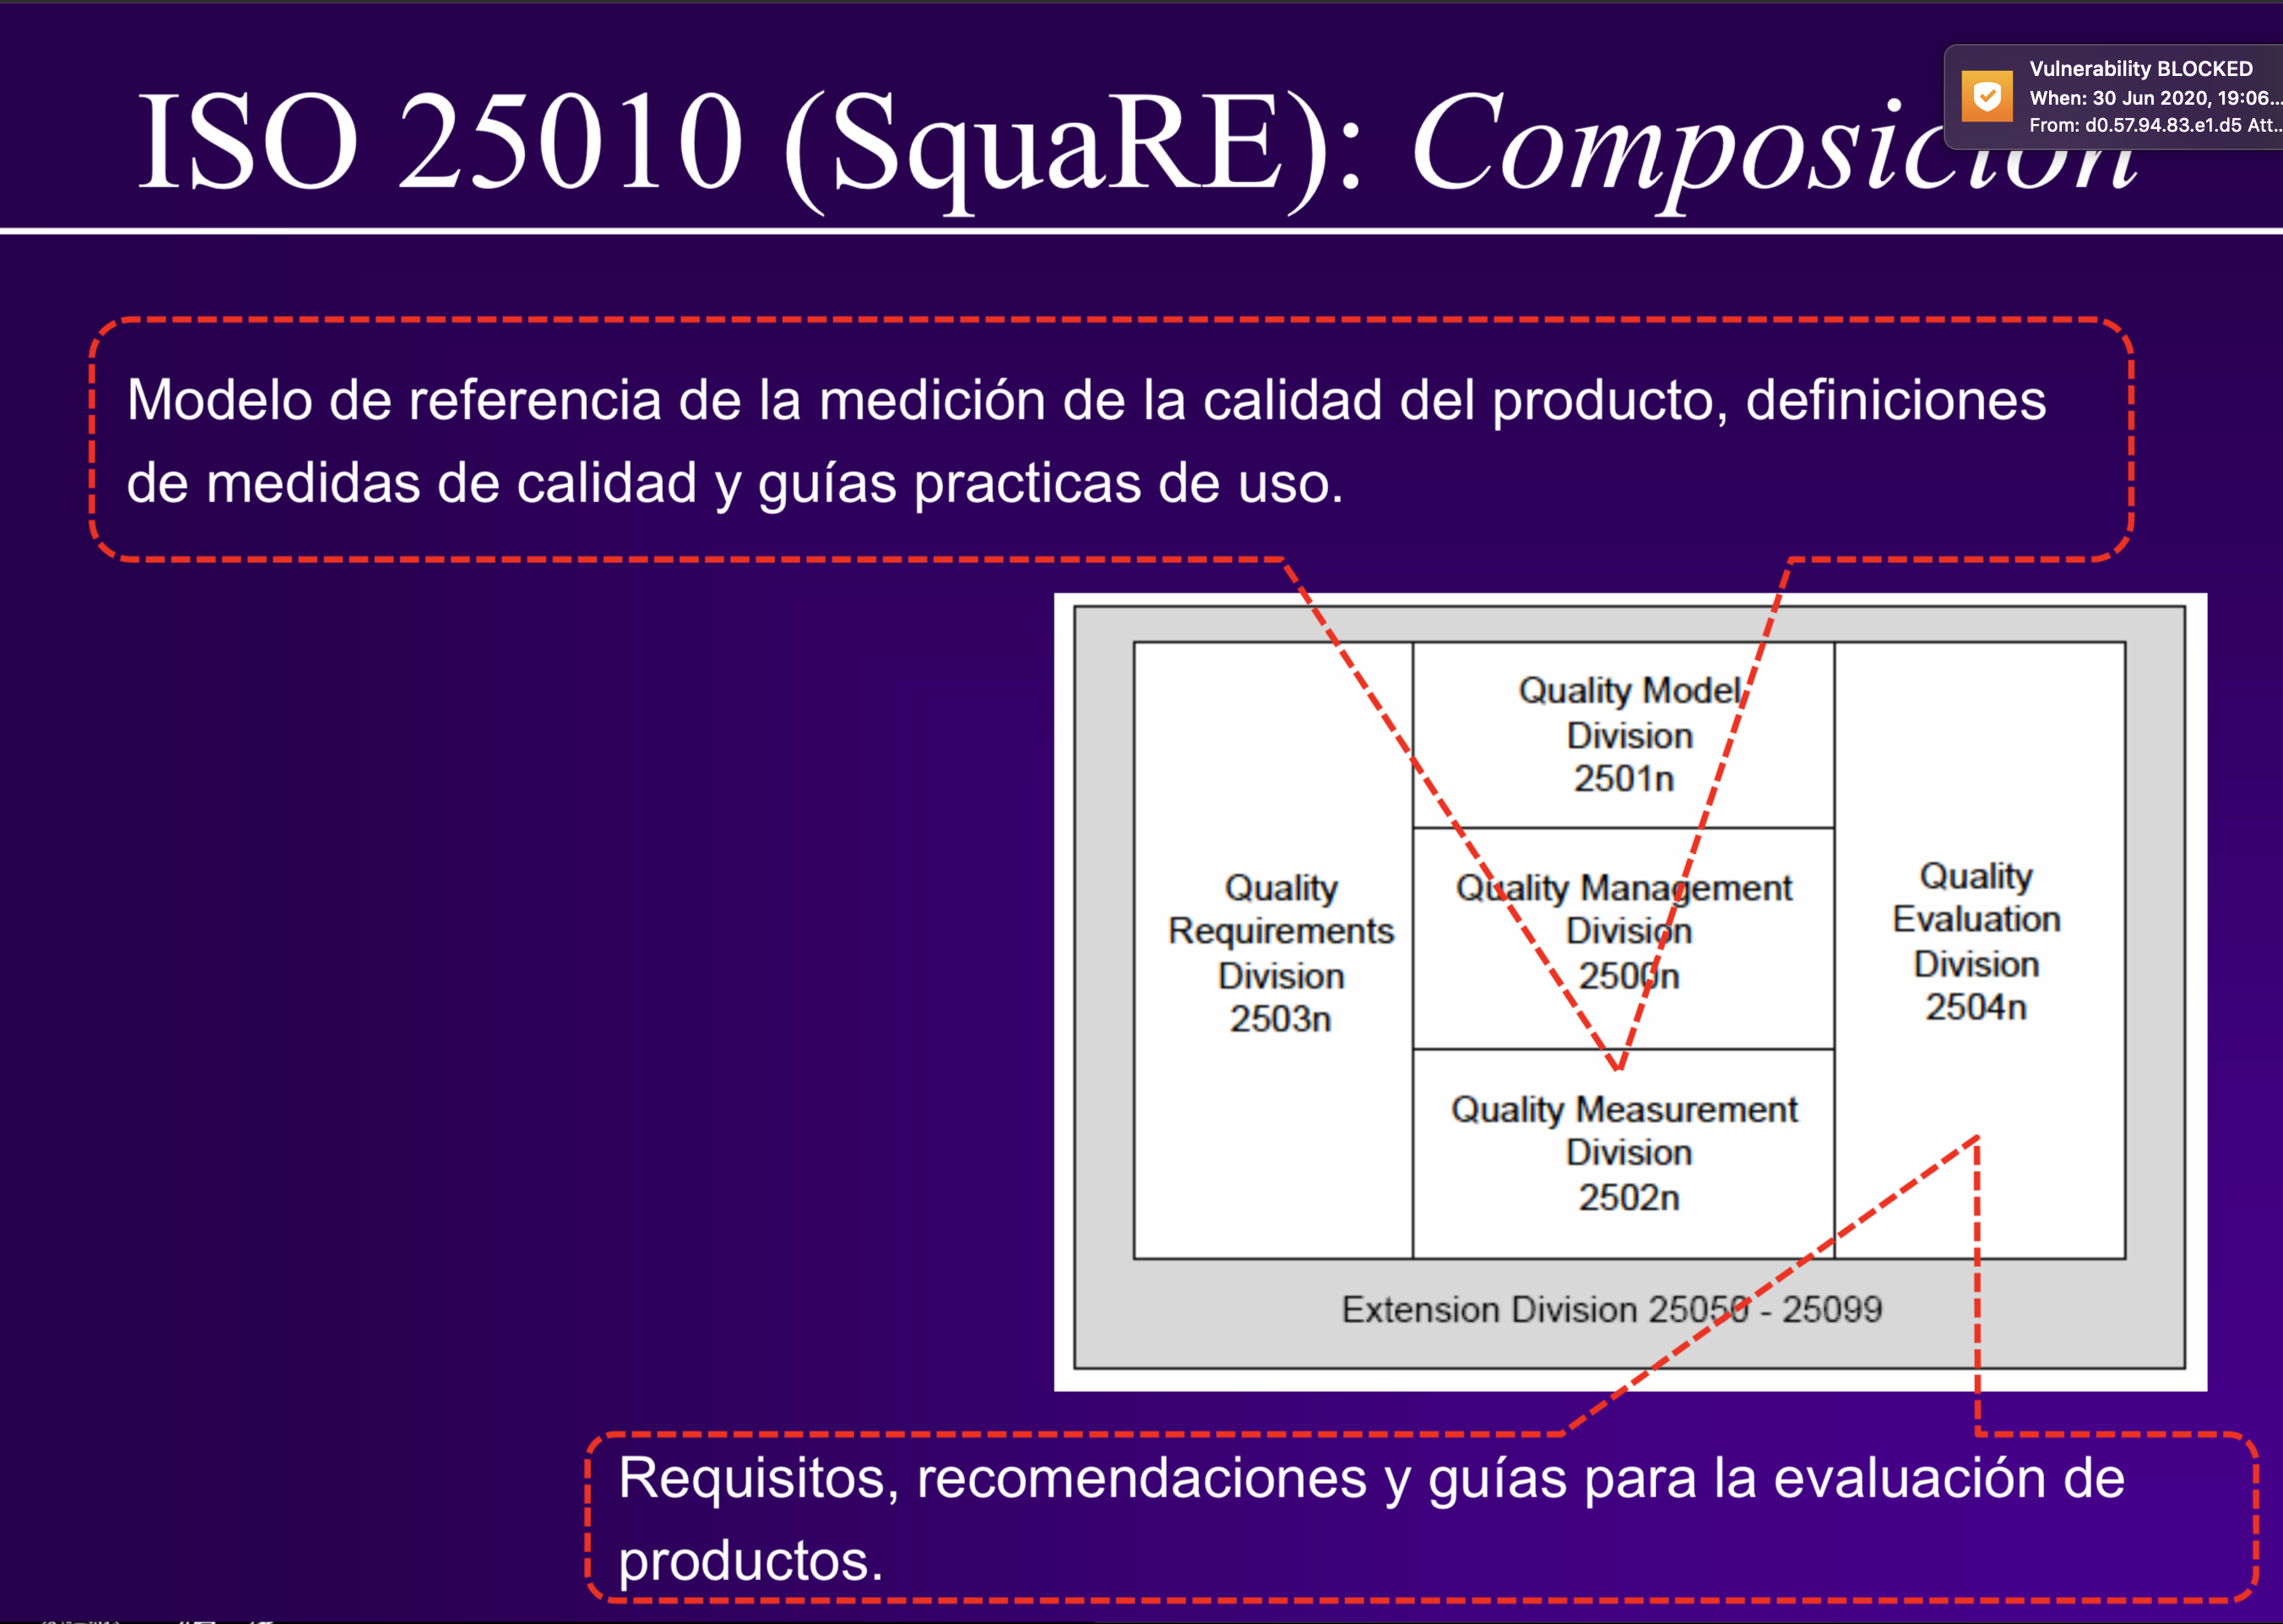 ISO 25010 (SquaRE): Composición
Vulnerability BLOCKED
When: 30 Jun 2020, 19:06...
From: d0.57.94.83.e1.d5 Att...
Modelo de referencia de la medición de la calidad del producto, definiciones
de medidas de calidad y guías practicas de uso.
Quality Model
Division
2501n
Quality
Requirements
Division
2503n
Quality Management
Division
2500n
Quality
Evaluation
Division
2504n
Quality Measurement
Division
2502n
Extension Division 25050 - 25099
Requisitos, recomendaciones y guías para la evaluación de
productos.